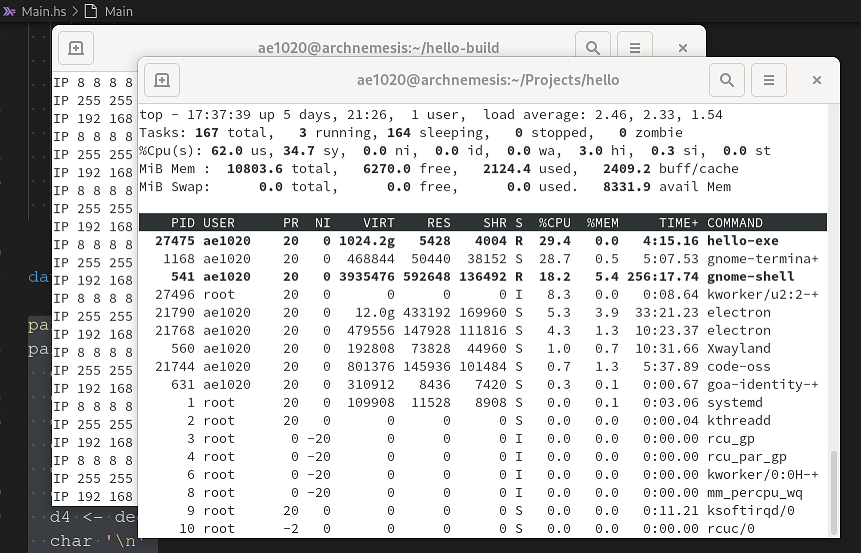 Main.hs > Main
ae1020@archnemesis:~/hello-build
IP 8 8 8 8
IP 255 255
IP 192 168
IP 8 8 8 8
IP 255 255
IP 192 168
IP 8 8 8 8
IP 255 255
IP 192 168
IP 8 8 8 8
IP 255 255
IP 192 168
IP 8 8 8 8
IP 255 255
IP 192 168
IP 8 8 8 8
IP 255 255
IP 192 168
IP 8 8 8 8
IP 255 255
IP 192 168
IP 8 8 8 8
IP 255 255
IP 192 168
da
pa
pa
d4 <- de
char '\n'
ae1020@archnemesis:~/Projects/hello
top - 17:37:39 up 5 days, 21:26,  1 user,  load average: 2.46, 2.33, 1.54
Tasks: 167 total,   3 running, 164 sleeping,   0 stopped,   0 zombie
%Cpu(s): 62.0 us, 34.7 sy,  0.0 ni,  0.0 id,  0.0 wa,  3.0 hi,  0.3 si,  0.0 st
MiB Mem :  10803.6 total,   6270.0 free,   2124.4 used,   2409.2 buff/cache
MiB Swap:      0.0 total,      0.0 free,      0.0 used.   8331.9 avail Mem
PID USER      PR  NI    VIRT    RES    SHR S  %CPU  %MEM     TIME+ COMMAND
27475 ae1020    20   0 1024.2g   5428   4004 R  29.4   0.0   4:15.16 hello-exe
1168 ae1020    20   0  468844  50440  38152 S  28.7   0.5   5:07.53 gnome-termina+
541 ae1020    20   0 3935476 592648 136492 R  18.2   5.4 256:17.74 gnome-shell
27496 root      20   0       0      0      0 I   8.3   0.0   0:08.64 kworker/u2:2-+
21790 ae1020    20   0   12.0g 433192 169960 S   5.3   3.9  33:21.23 electron
21768 ae1020    20   0  479556 147928 111816 S   4.3   1.3  10:23.37 electron
560 ae1020    20   0  192808  73828  44960 S   1.0   0.7  10:31.66 Xwayland
21744 ae1020    20   0  801376 145936 101484 S   0.7   1.3   5:37.89 code-oss
631 ae1020    20   0  310912   8436   7420 S   0.3   0.1   0:00.67 goa-identity-+
1 root      20   0  109908  11528   8908 S   0.0   0.1   0:03.06 systemd
2 root      20   0       0      0      0 S   0.0   0.0   0:00.04 kthreadd
3 root       0 -20       0      0      0 I   0.0   0.0   0:00.00 rcu_gp
4 root       0 -20       0      0      0 I   0.0   0.0   0:00.00 rcu_par_gp
6 root       0 -20       0      0      0 I   0.0   0.0   0:00.00 kworker/0:0H-+
8 root       0 -20       0      0      0 I   0.0   0.0   0:00.00 mm_percpu_wq
9 root      20   0       0      0      0 S   0.0   0.0   0:11.21 ksoftirqd/0
10 root      -2   0       0      0      0 S   0.0   0.0   0:00.00 rcuc/0